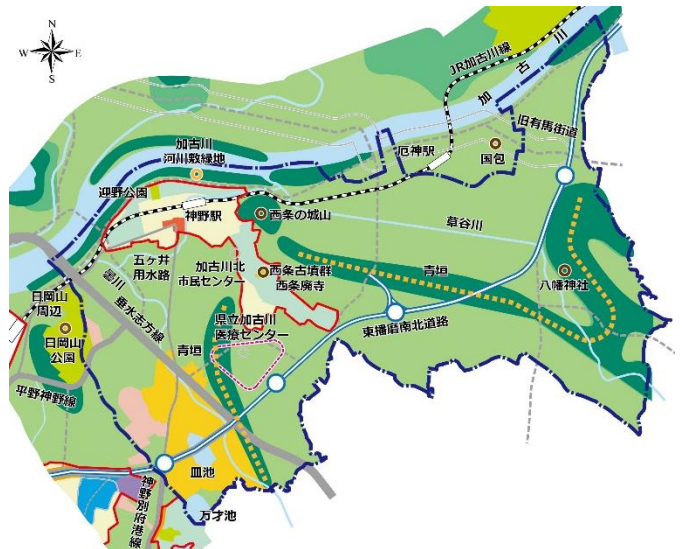 N
W
E
S
JR加古川線
加古川
旧有馬街道
厄神駅
国包
加古川
河川敷緑地
迎野公園
神野駅
西条の城山
草谷川
五ヶ井
用水路
加古川北
市民センター
西条古墳群
西条廃寺
青垣
八幡神社
曇川
垂水志方線
日岡山
周辺
日岡山
公園
青垣
県立加古川
医療センター
東播磨南北道路
平野神野線
皿池
神野別府港線
万才池